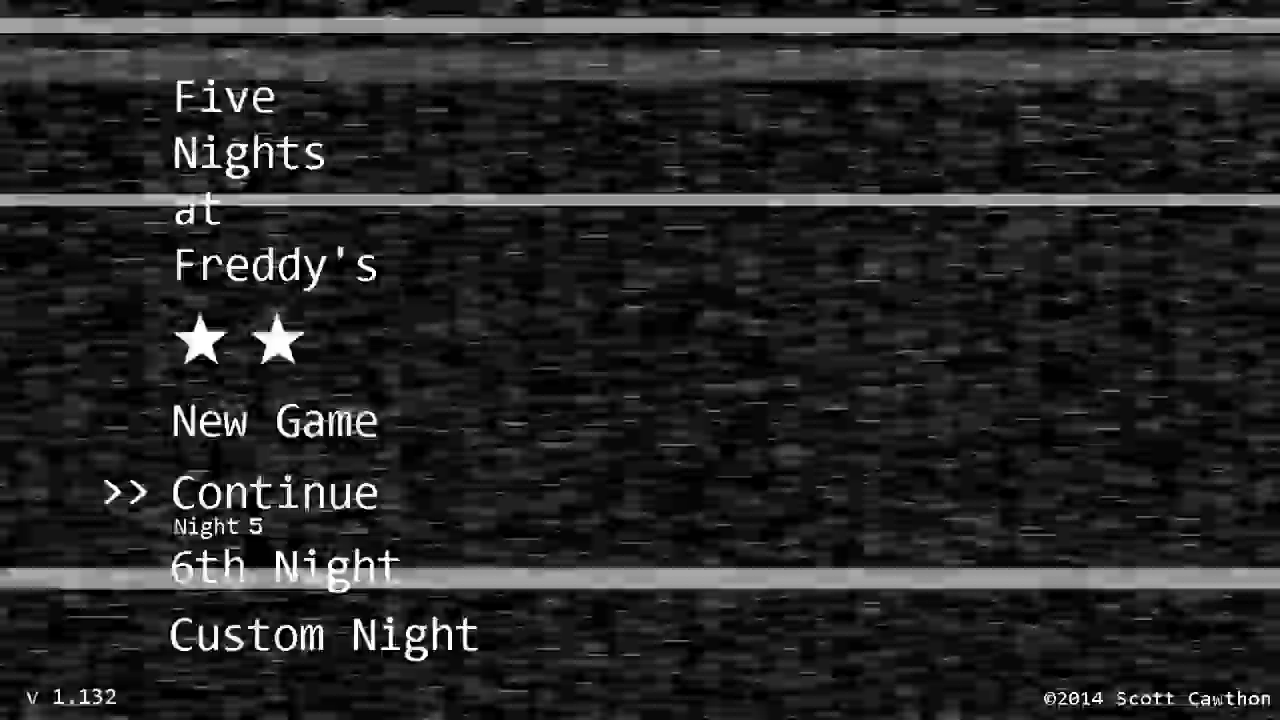 Five
Nights
at
Freddy's
New Game
>> Continue
Night 5
6th Night
Custom Night
v 1.132
©2014 Scott Cawthon